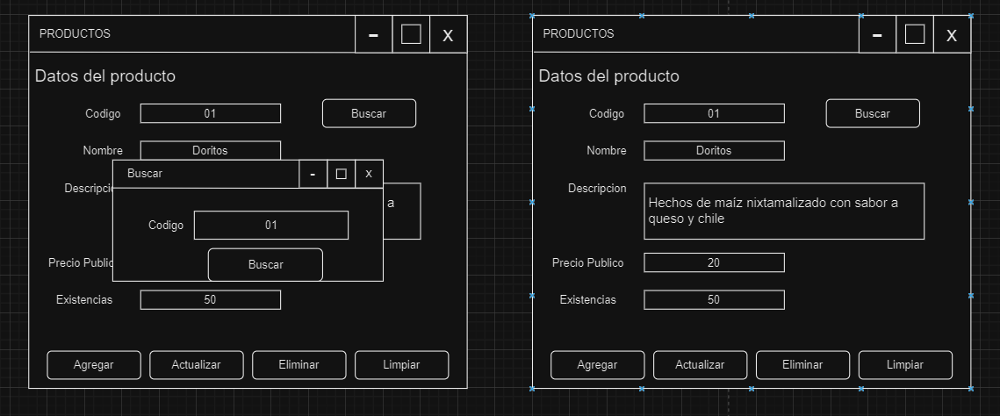 PRODUCTOS - X
Datos del producto
Codigo 01 Buscar
Nombre Doritos
Buscar - x
Descripci
a
Codigo 01
Buscar
Precio Public
Existencias 50
Agregar Actualizar Eliminar Limpiar
PRODUCTOS - X
Datos del producto
Codigo 01 Buscar
Nombre Doritos
Descripcion
Hechos de maíz nixtamalizado con sabor a
queso y chile
Precio Publico 20
Existencias 50
Agregar Actualizar Eliminar Limpiar